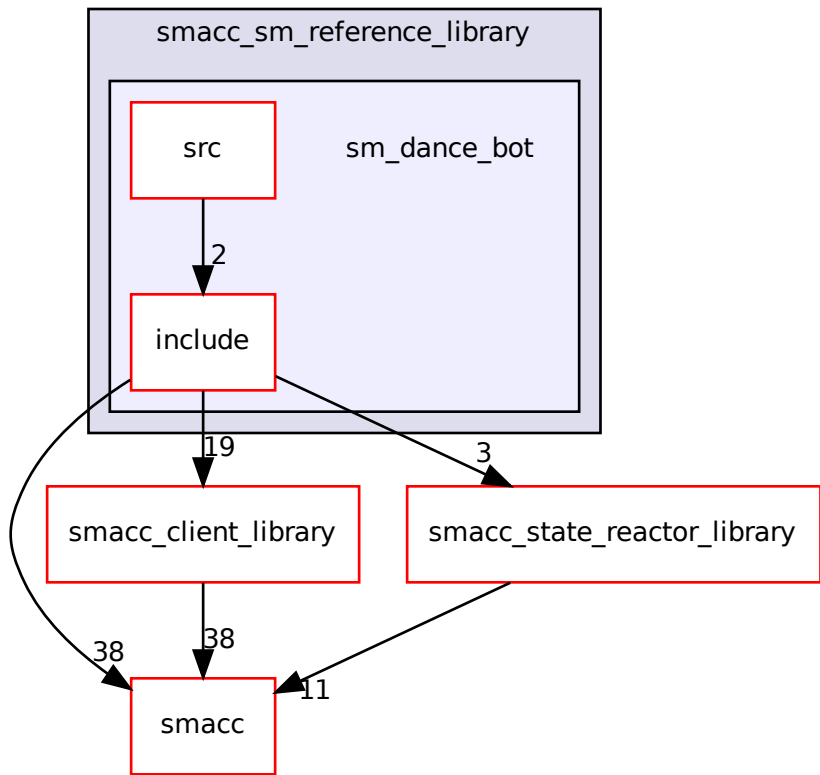 smacc_sm_reference_library
src
sm_dance_bot
2
include
19
3
smacc_client_library
smacc_state_reactor_library
38
38
11
smacc